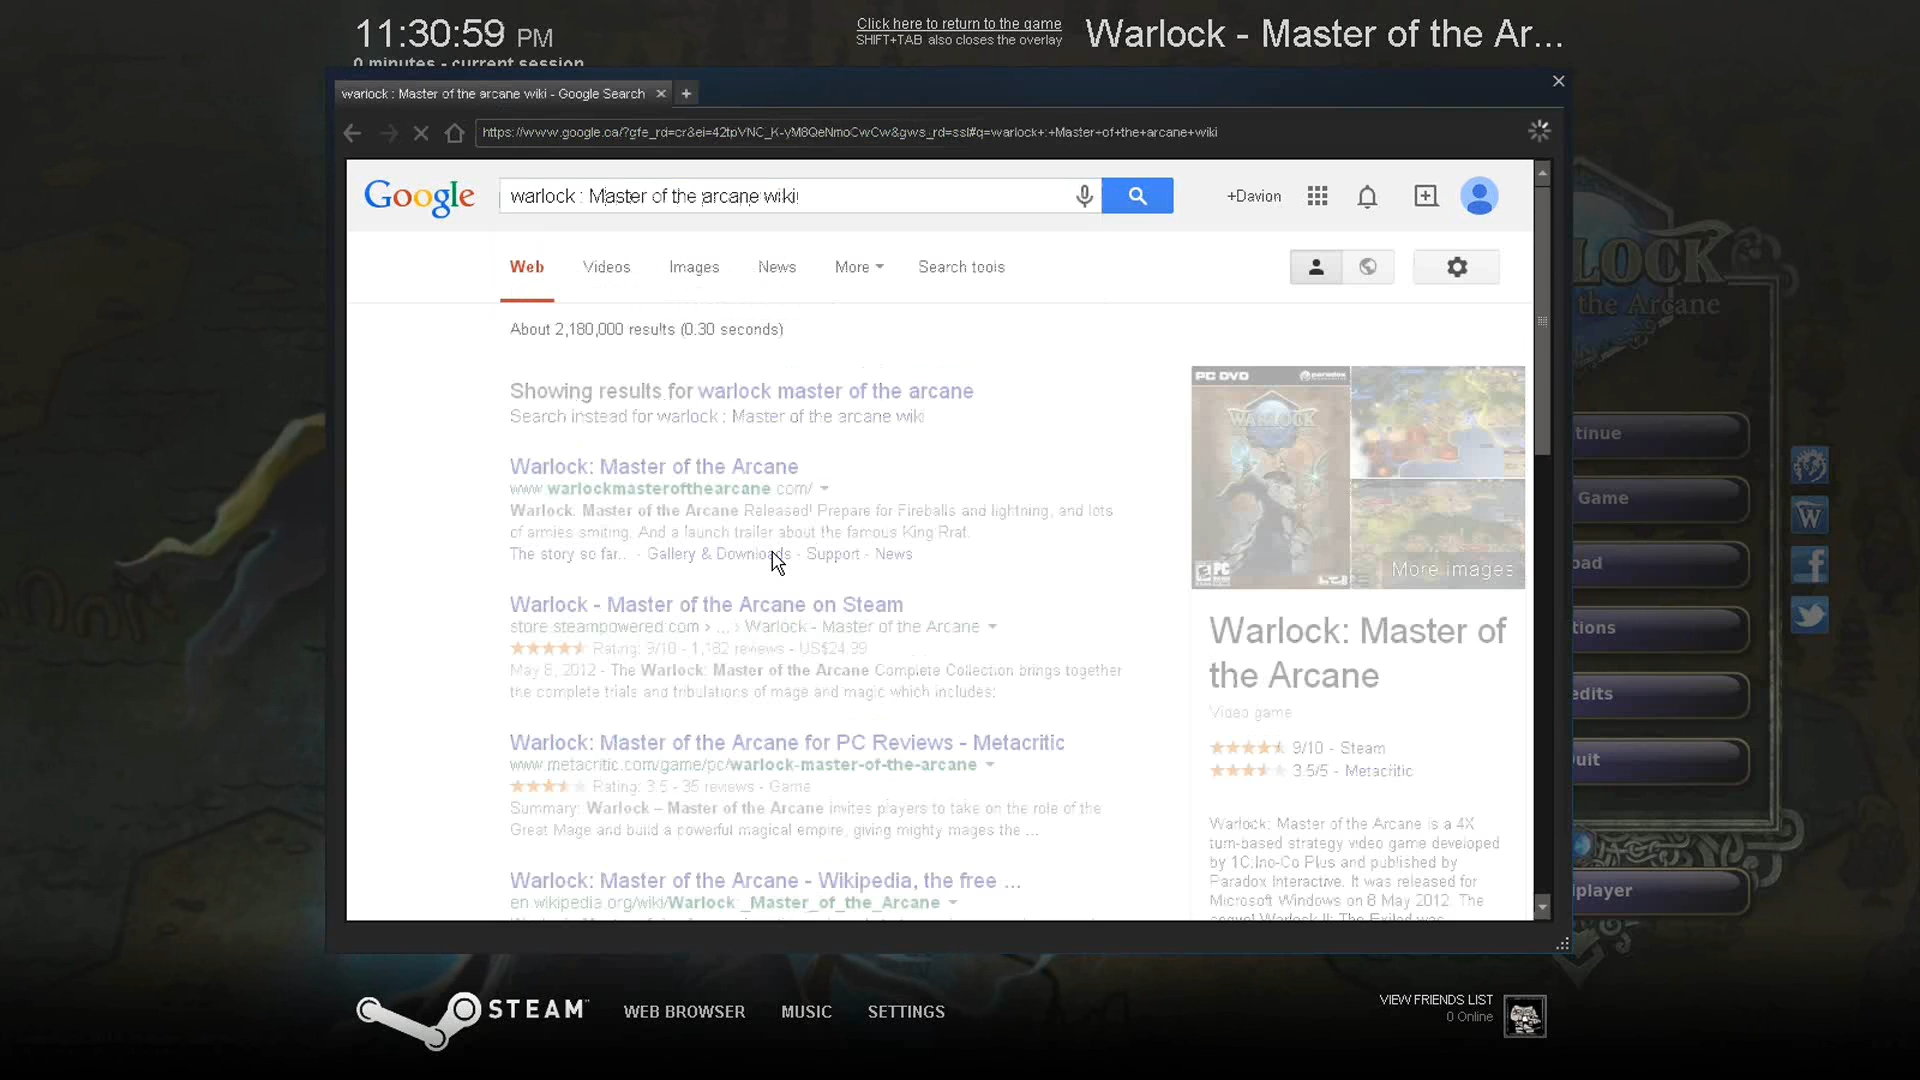 11:30:59 PM
0 minutes - current session
Click here to return to the game
SHIFT+TAB also closes the overlay
Warlock - Master of the Ar...
warlock : Master of the arcane wiki - Google Search
https://www.google.ca/?gfe_rd=cr&ei=42tpVNC_K-yM8QeNmoCwCw&gws_rd=ssl#q=warlock+:+Master+of+the+arcane+wiki
Google
warlock : Master of the arcane wiki
+Davion
Web Videos Images News More Search tools
About 2,180,000 results (0.30 seconds)
Showing results for warlock master of the arcane
Search instead for warlock : Master of the arcane wiki
Warlock: Master of the Arcane
www.warlockmasterofthearcane.com/
Warlock: Master of the Arcane Released! Prepare for Fireballs and lightning, and lots
of armies smiting. And a launch trailer about the famous King Rrat.
The story so far... - Gallery & Downloads - Support - News
Warlock - Master of the Arcane on Steam
store.steampowered.com › ... › Warlock - Master of the Arcane
Rating: 9/10 - 1,182 reviews - US$24.99
May 8, 2012 - The Warlock: Master of the Arcane Complete Collection brings together
the complete trials and tribulations of mage and magic which includes:
Warlock: Master of the Arcane for PC Reviews - Metacritic
www.metacritic.com/game/pc/warlock-master-of-the-arcane
Rating: 3.5 - 35 reviews - Game
Summary: Warlock – Master of the Arcane invites players to take on the role of the
Great Mage and build a powerful magical empire, giving mighty mages the ...
Warlock: Master of the Arcane - Wikipedia, the free ...
en.wikipedia.org/wiki/Warlock:_Master_of_the_Arcane
PC DVD
paradox
WARLOCK
PC
More images
Warlock: Master of
the Arcane
Video game
9/10 - Steam
3.5/5 - Metacritic
Warlock: Master of the Arcane is a 4X
turn-based strategy video game developed
by 1C:Ino-Co Plus and published by
Paradox Interactive. It was released for
Microsoft Windows on 8 May 2012. The
sequel Warlock II: The Exiled was
LOCK
the Arcane
tinue
Game
oad
tions
edits
uit
iplayer
W
f
STEAM
WEB BROWSER
MUSIC
SETTINGS
VIEW FRIENDS LIST
0 Online